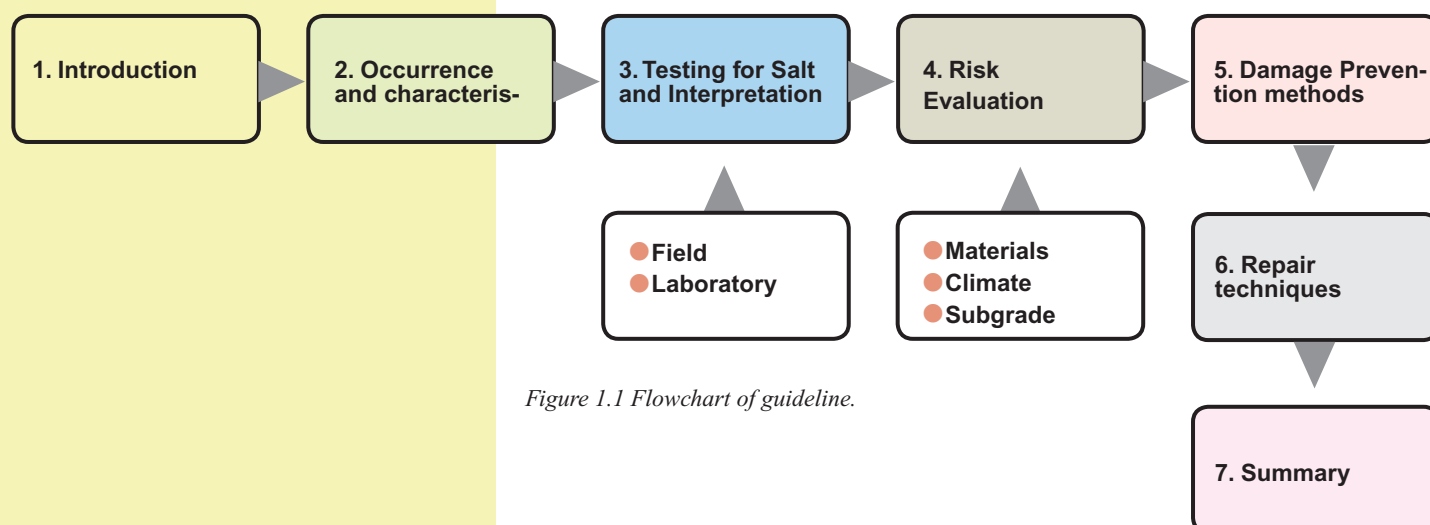 1. Introduction
2. Occurrence
and characteris-
3. Testing for Salt
and Interpretation
4. Risk
Evaluation
5. Damage Preven-
tion methods
Field
Laboratory
Materials
Climate
Subgrade
6. Repair
techniques
Figure 1.1 Flowchart of guideline.
7. Summary